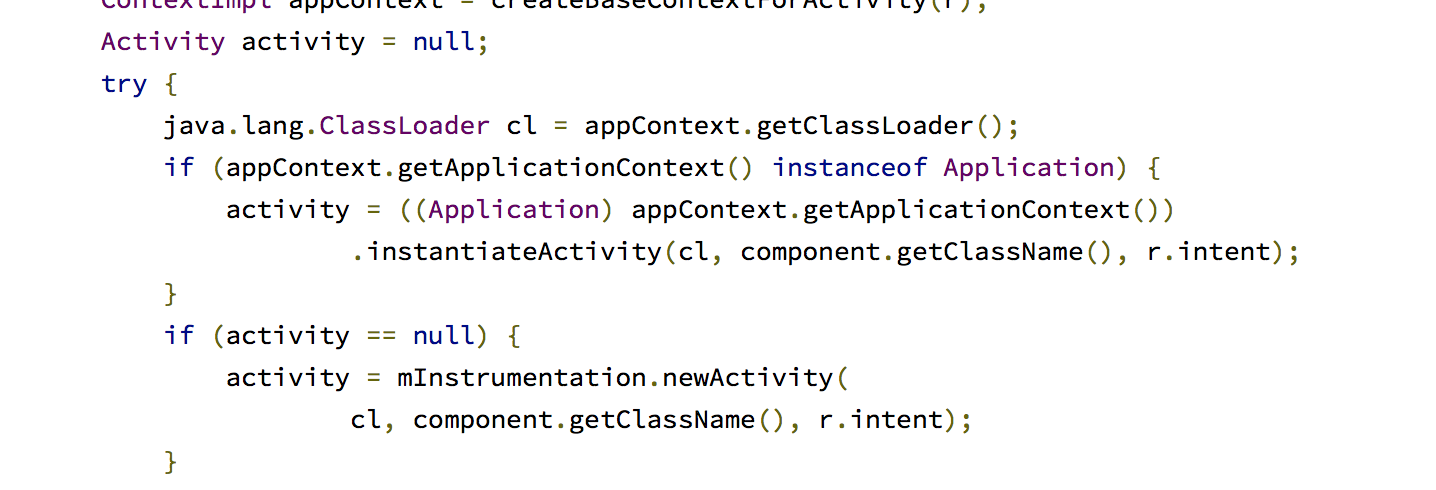 ContextImpl appContext = createBaseContextForActivity(r);
Activity activity = null;
try {
java.lang.ClassLoader cl = appContext.getClassLoader();
if (appContext.getApplicationContext() instanceof Application) {
activity = ((Application) appContext.getApplicationContext())
.instantiateActivity(cl, component.getClassName(), r.intent);
}
if (activity == null) {
activity = mInstrumentation.newActivity(
cl, component.getClassName(), r.intent);
}